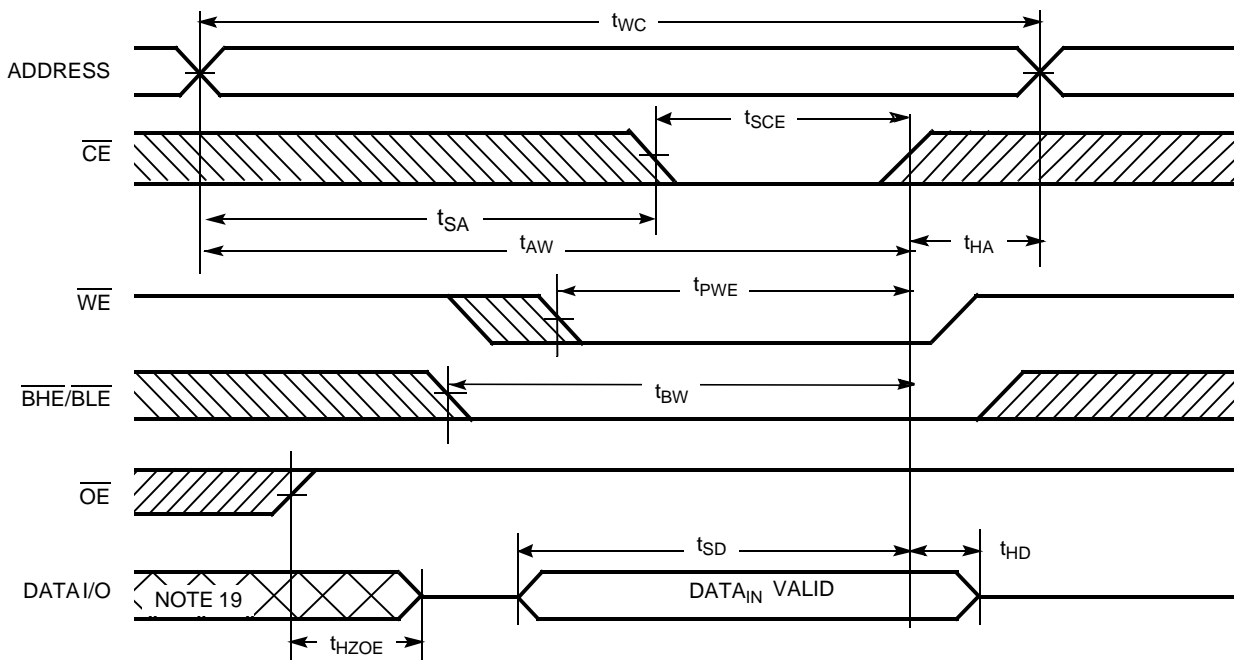 tWC
ADDRESS
tSCE
CE
tSA
tAW
tHA
tPWE
WE
BHE/BLE
tBW
OE
tSD
tHD
DATA I/O
NOTE 19
DATAIN VALID
tHZOE